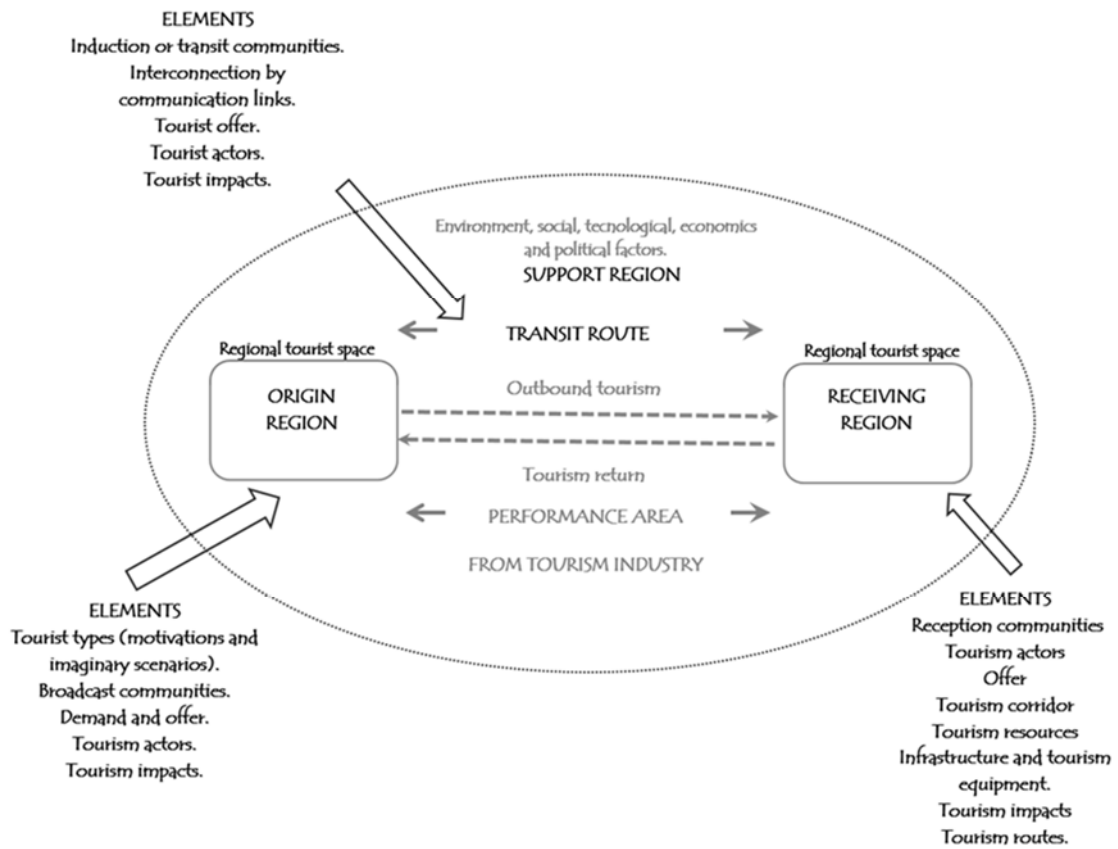 ELEMENTS
Induction or transit communities.
Interconnection by
communication links.
Tourist offer.
Tourist actors.
Tourist impacts.
Environment, social, tecnological, economics
and political factors.
SUPPORT REGION
TRANSIT ROUTE
Regional tourist space
ORIGIN
REGION
Outbound tourism
Tourism return
Regional tourist space
RECEIVING
REGION
PERFORMANCE AREA
FROM TOURISM INDUSTRY
ELEMENTS
Tourist types (motivations and
imaginary scenarios).
Broadcast communities.
Demand and offer.
Tourism actors.
Tourism impacts.
ELEMENTS
Reception communities
Tourism actors
Offer
Tourism corridor
Tourism resources
Infrastructure and tourism
equipment.
Tourism impacts
Tourism routes.